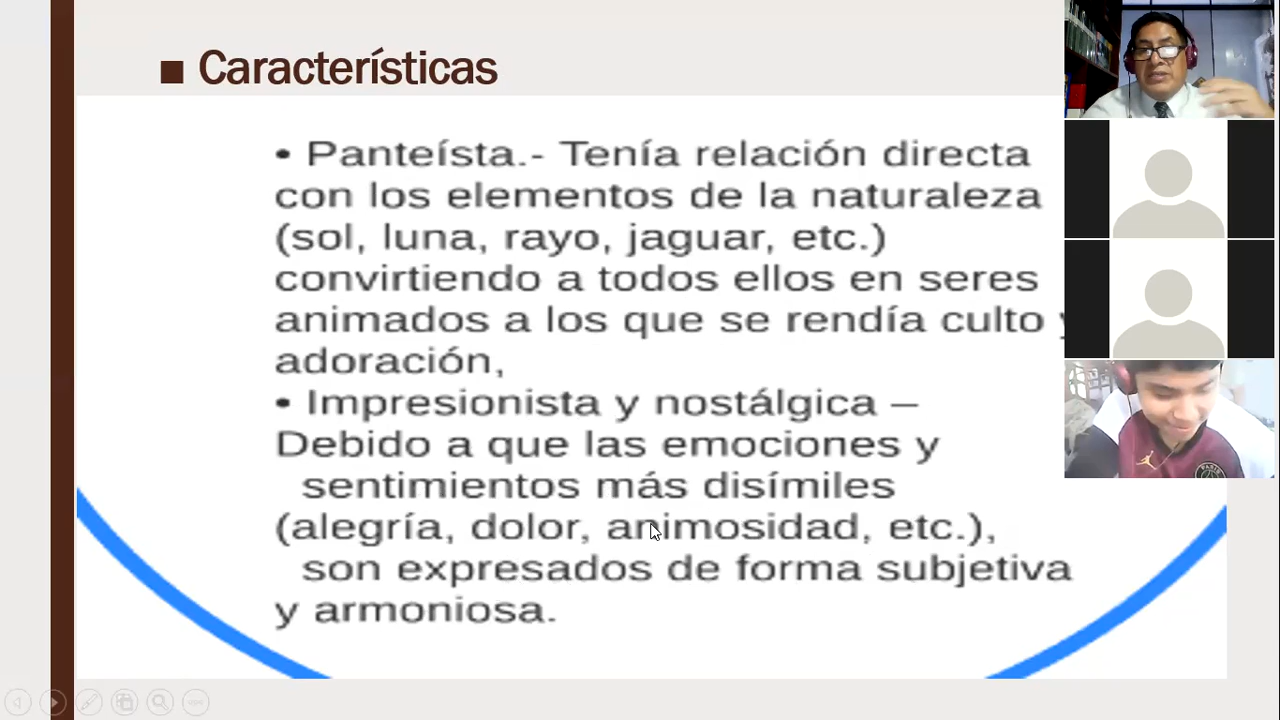 ■ Características
• Panteísta.- Tenía relación directa
con los elementos de la naturaleza
(sol, luna, rayo, jaguar, etc.)
convirtiendo a todos ellos en seres
animados a los que se rendía culto y
adoración,
• Impresionista y nostálgica –
Debido a que las emociones y
sentimientos más disímiles
(alegría, dolor, animosidad, etc.),
son expresados de forma subjetiva
y armoniosa.
PARIS